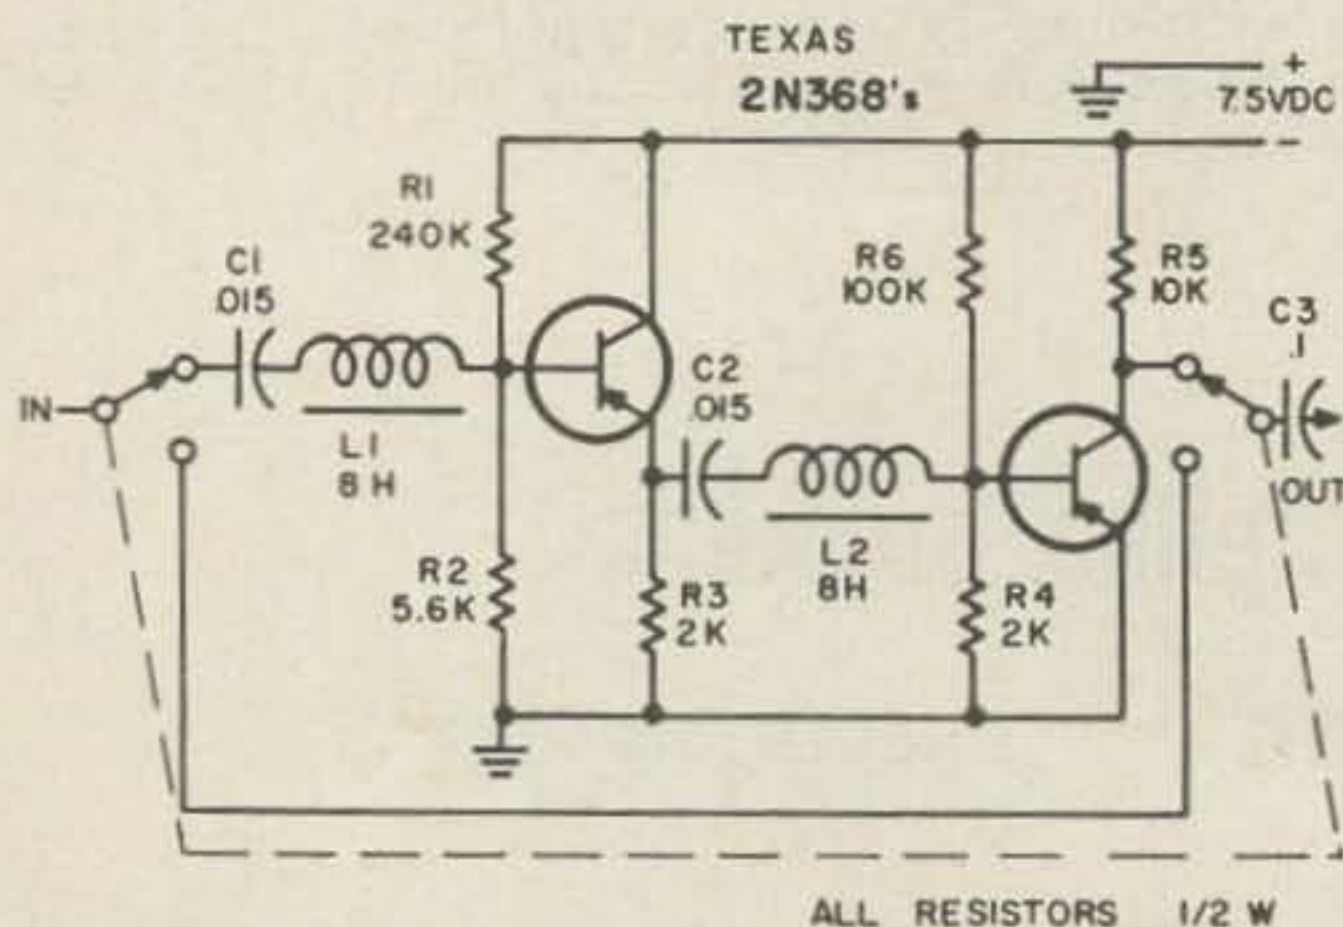 TEXAS
2N368's
+
7.5VDC
-
R1
240K
C1
.015
R6
100K
R5
10K
C3
.1
C2
.015
IN
L1
8 H
OUT
L2
8H
R2
5.6K
R3
2K
R4
2K
ALL RESISTORS 1/2 W